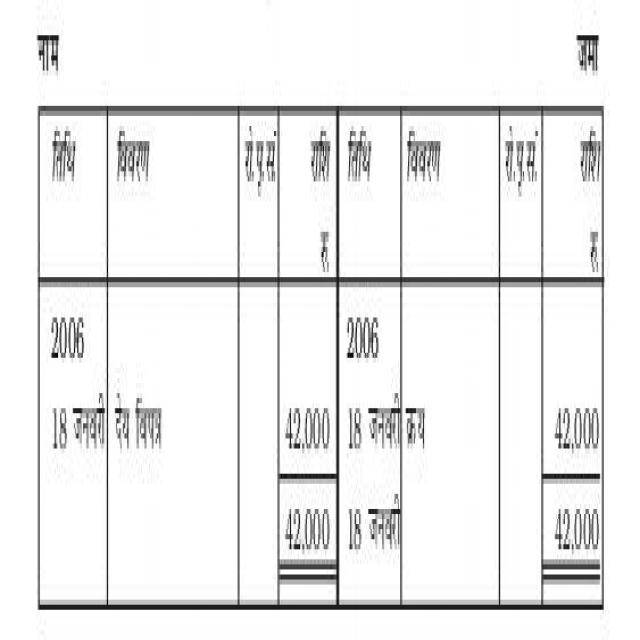 नाम जमा
तिथि विवरण रो.पृ.सं. राशि तिथि विवरण रो.पृ.सं. राशि
रु. रु.
2006 2006
18 जनवरी देय विपत्र 42,000 18 जनवरी क्रय 42,000
42,000 18 जनवरी 42,000